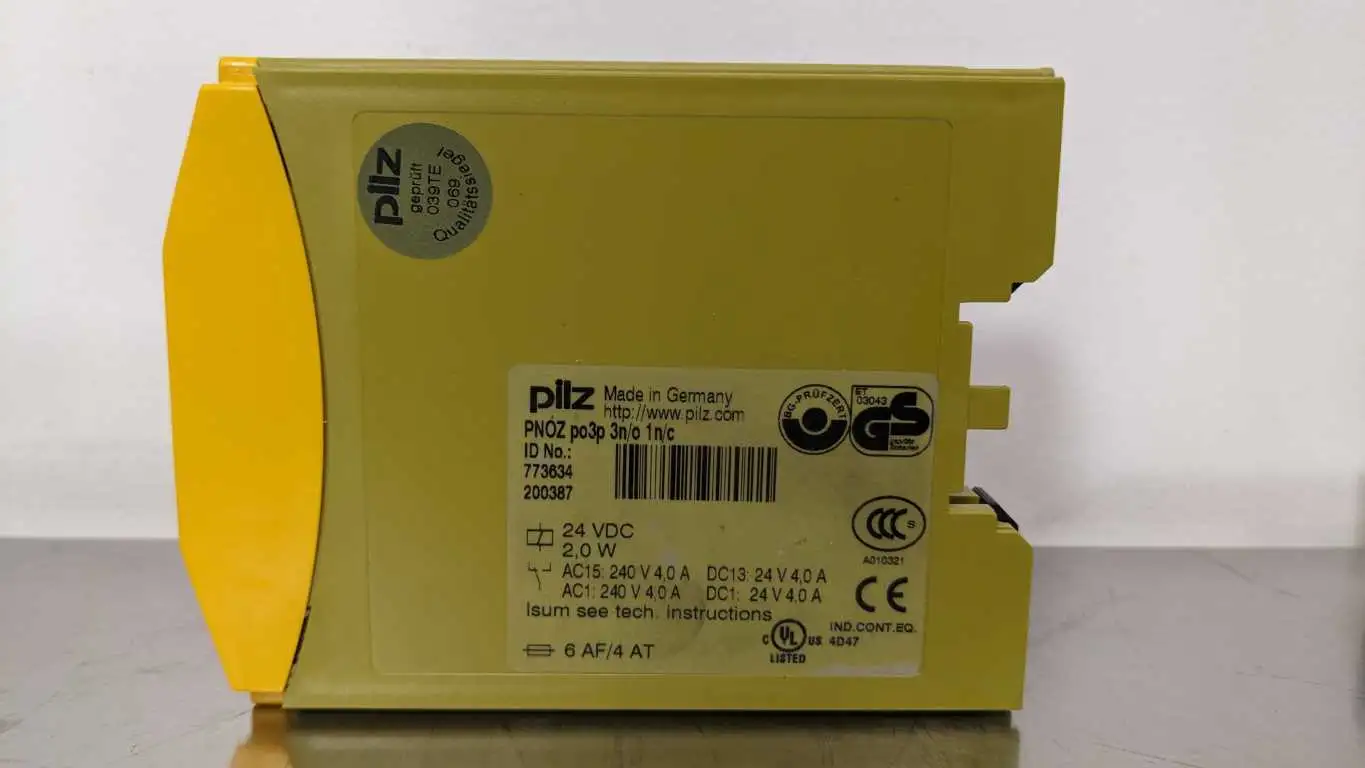 pilz
geprüft
039TE
069
Qualitätssiegel
pilz Made in Germany
http://www.pilz.com
PNOZ po3p 3n/o 1n/c
ID No.:
773634
200387
BG-PRÜFZERT
ET
03043
GS
24 VDC
2,0 W
AC15: 240 V 4,0 A DC13: 24 V 4,0 A
AC1: 240 V 4,0 A DC1: 24 V 4,0 A
Isum see tech. Instructions
6 AF/4 AT
CCC S
A010321
CE
IND.CONT.EQ.
C UL US 4D47
LISTED